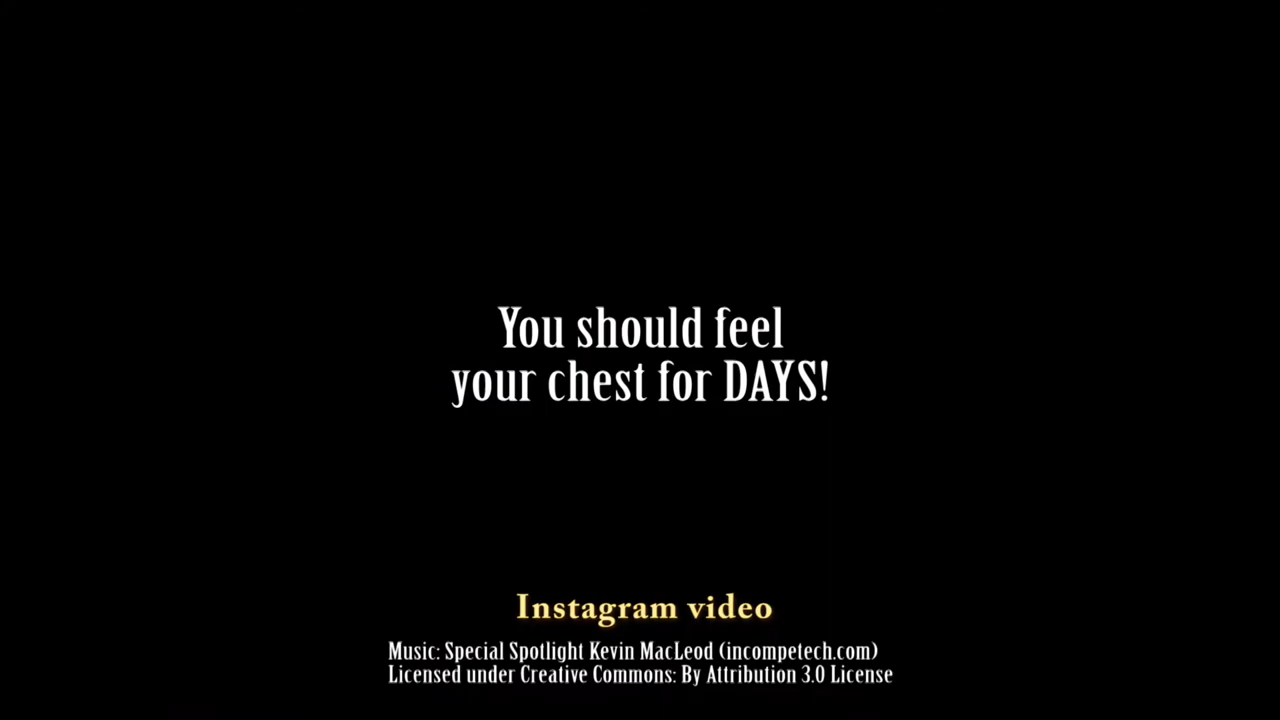 You should feel
your chest for DAYS!
Instagram video
Music: Special Spotlight Kevin MacLeod (incompetech.com)
Licensed under Creative Commons: By Attribution 3.0 License